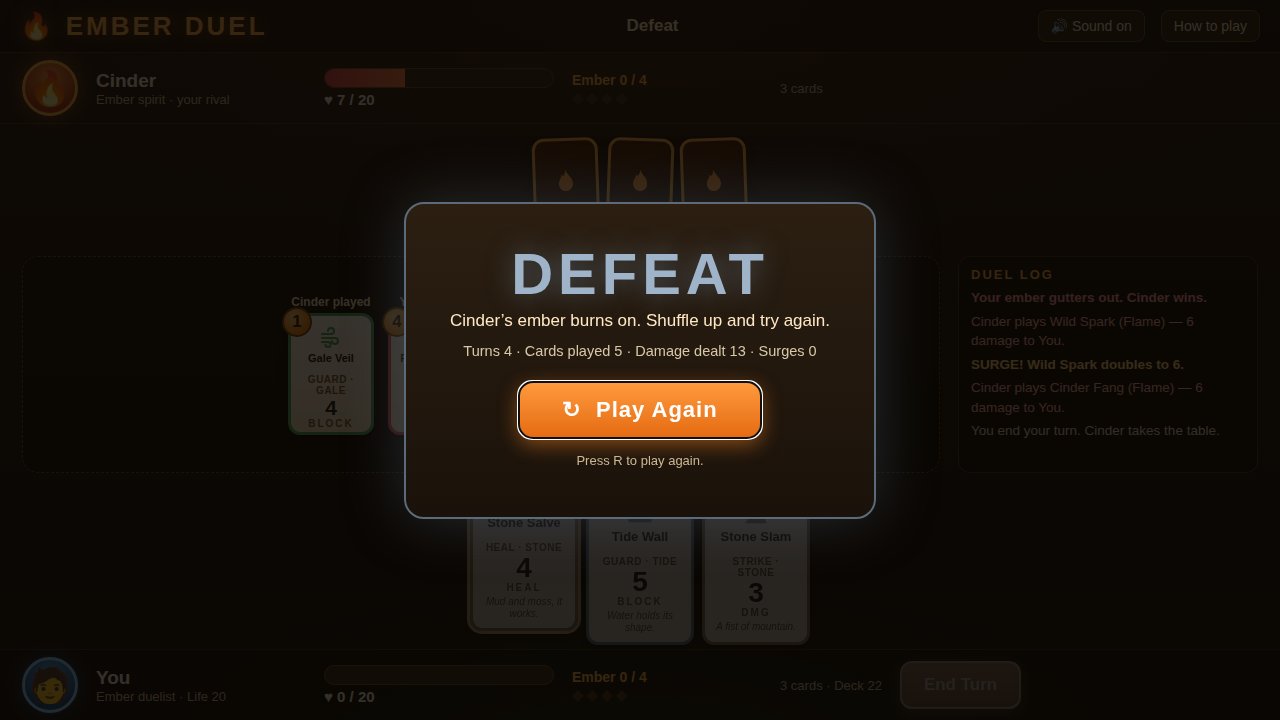 EMBER DUEL
Defeat
🔊 Sound on
How to play
Cinder
Ember spirit · your rival
♥ 7 / 20
Ember 0 / 4
3 cards
Cinder played
1
Gale Veil
GUARD ·
GALE
4
BLOCK
4
DEFEAT
Cinder’s ember burns on. Shuffle up and try again.
Turns 4 · Cards played 5 · Damage dealt 13 · Surges 0
↻ Play Again
Press R to play again.
DUEL LOG
Your ember gutters out. Cinder wins.
Cinder plays Wild Spark (Flame) — 6
damage to You.
SURGE! Wild Spark doubles to 6.
Cinder plays Cinder Fang (Flame) — 6
damage to You.
You end your turn. Cinder takes the table.
Stone Salve
HEAL · STONE
4
HEAL
Mud and moss, it
works.
Tide Wall
GUARD · TIDE
5
BLOCK
Water holds its
shape.
Stone Slam
STRIKE ·
STONE
3
DMG
A fist of mountain.
You
Ember duelist · Life 20
♥ 0 / 20
Ember 0 / 4
3 cards · Deck 22
End Turn